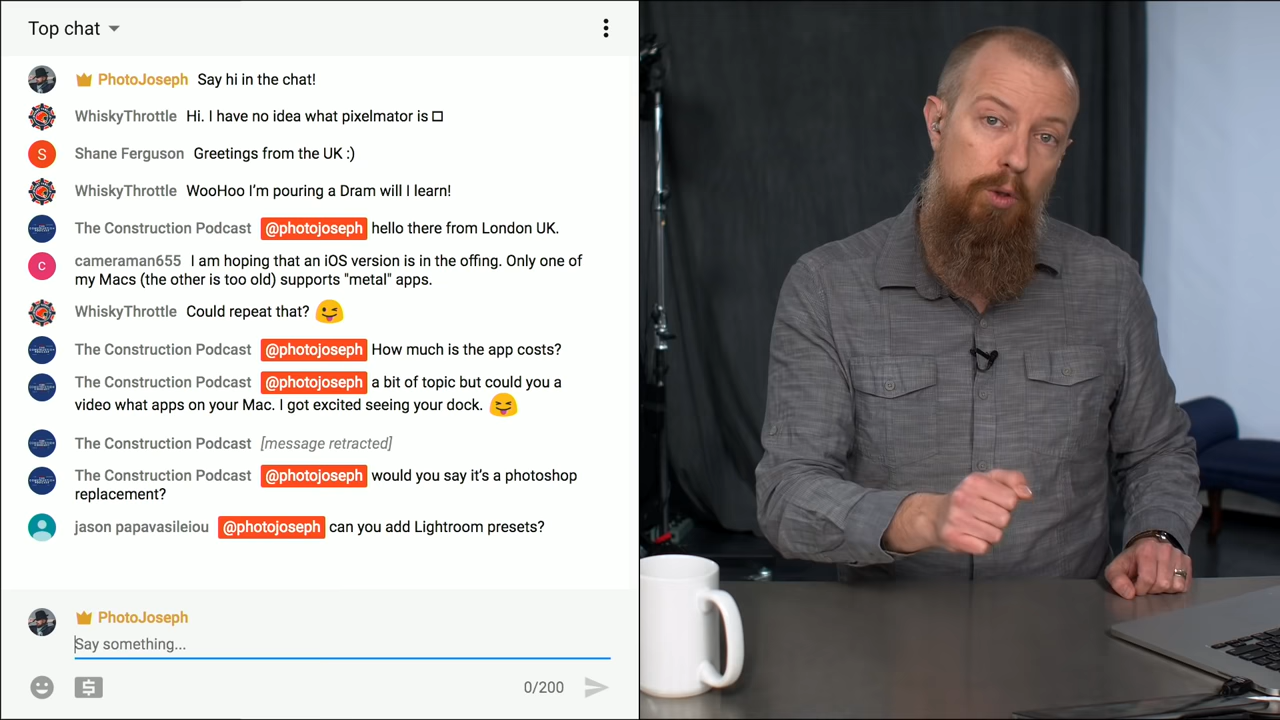 Top chat
PhotoJoseph Say hi in the chat!
WhiskyThrottle Hi. I have no idea what pixelmator is
Shane Ferguson Greetings from the UK :)
WhiskyThrottle WooHoo I'm pouring a Dram will I learn!
The Construction Podcast @photojoseph hello there from London UK.
cameraman655 I am hoping that an iOS version is in the offing. Only one of
my Macs (the other is too old) supports "metal" apps.
WhiskyThrottle Could repeat that? 😜
The Construction Podcast @photojoseph How much is the app costs?
The Construction Podcast @photojoseph a bit of topic but could you a
video what apps on your Mac. I got excited seeing your dock. 😝
The Construction Podcast [message retracted]
The Construction Podcast @photojoseph would you say it's a photoshop
replacement?
jason papavasileiou @photojoseph can you add Lightroom presets?
PhotoJoseph
Say something...
0/200